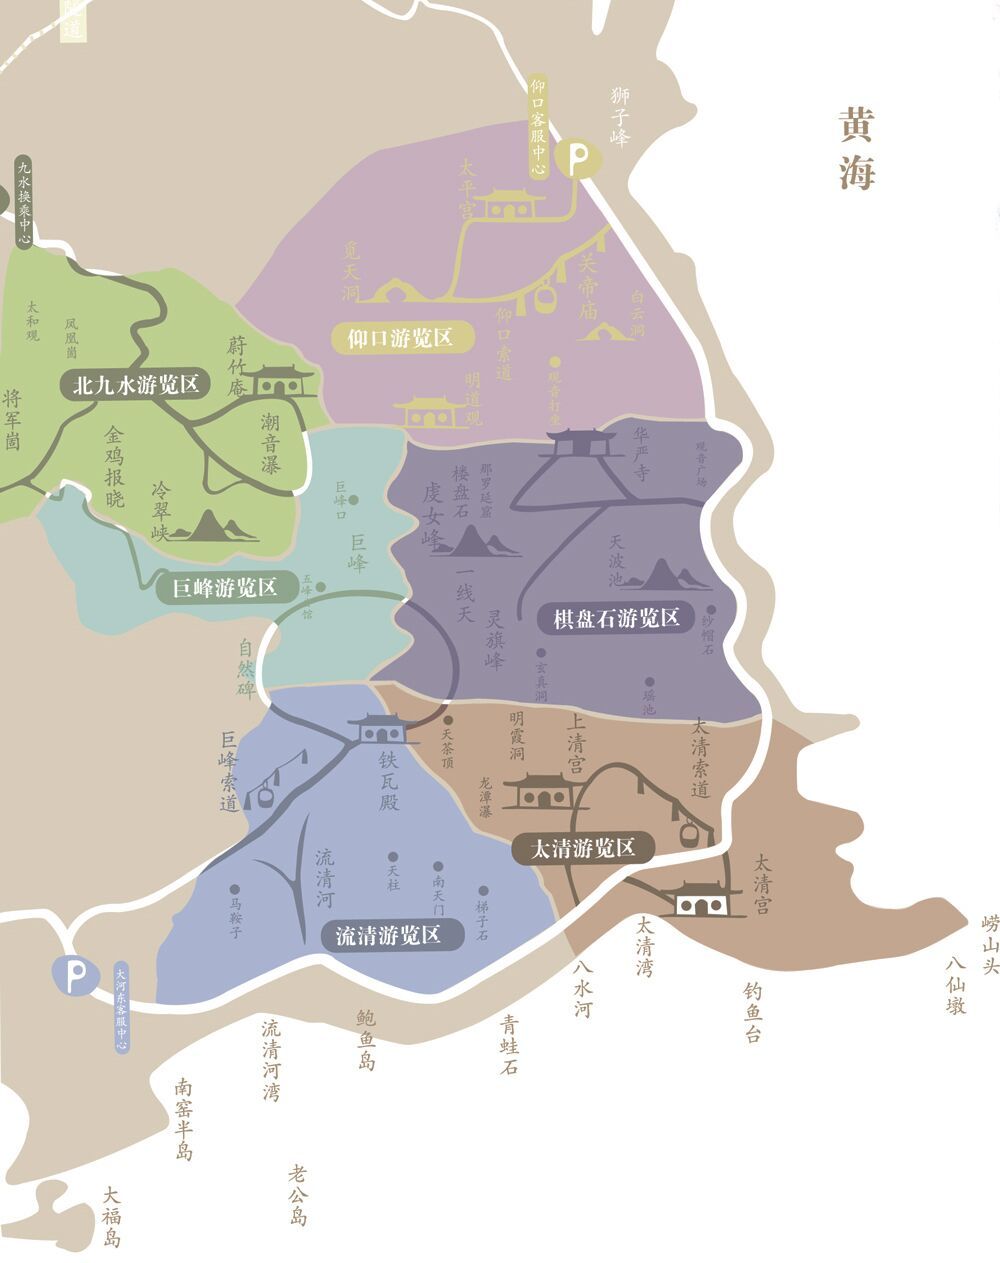 隧道
仰口客服中心
狮子峰
黄海
九水换乘中心
太平宫
觅天洞
关帝庙
白云洞
仰口索道
仰口游览区
明道观
观音打坐
太和观
凤凰崮
蔚竹庵
北九水游览区
将军崮
潮音瀑
金鸡报晓
冷翠峡
巨峰口
巨峰
巨峰游览区
自然碑
华严寺
观音广场
那罗延窟
楼盘石
虔女峰
一线天
天波池
灵旗峰
棋盘石游览区
纱帽石
玄真洞
瑶池
巨峰索道
铁瓦殿
天茶顶
明霞洞
上清宫
太清索道
龙潭瀑
太清游览区
太清宫
流清河
天柱
南天门
梯子石
马鞍子
流清游览区
大河东客服中心
太清湾
八水河
钓鱼台
八仙墩
崂山头
青蛙石
鲍鱼岛
流清河湾
南窑半岛
老公岛
大福岛